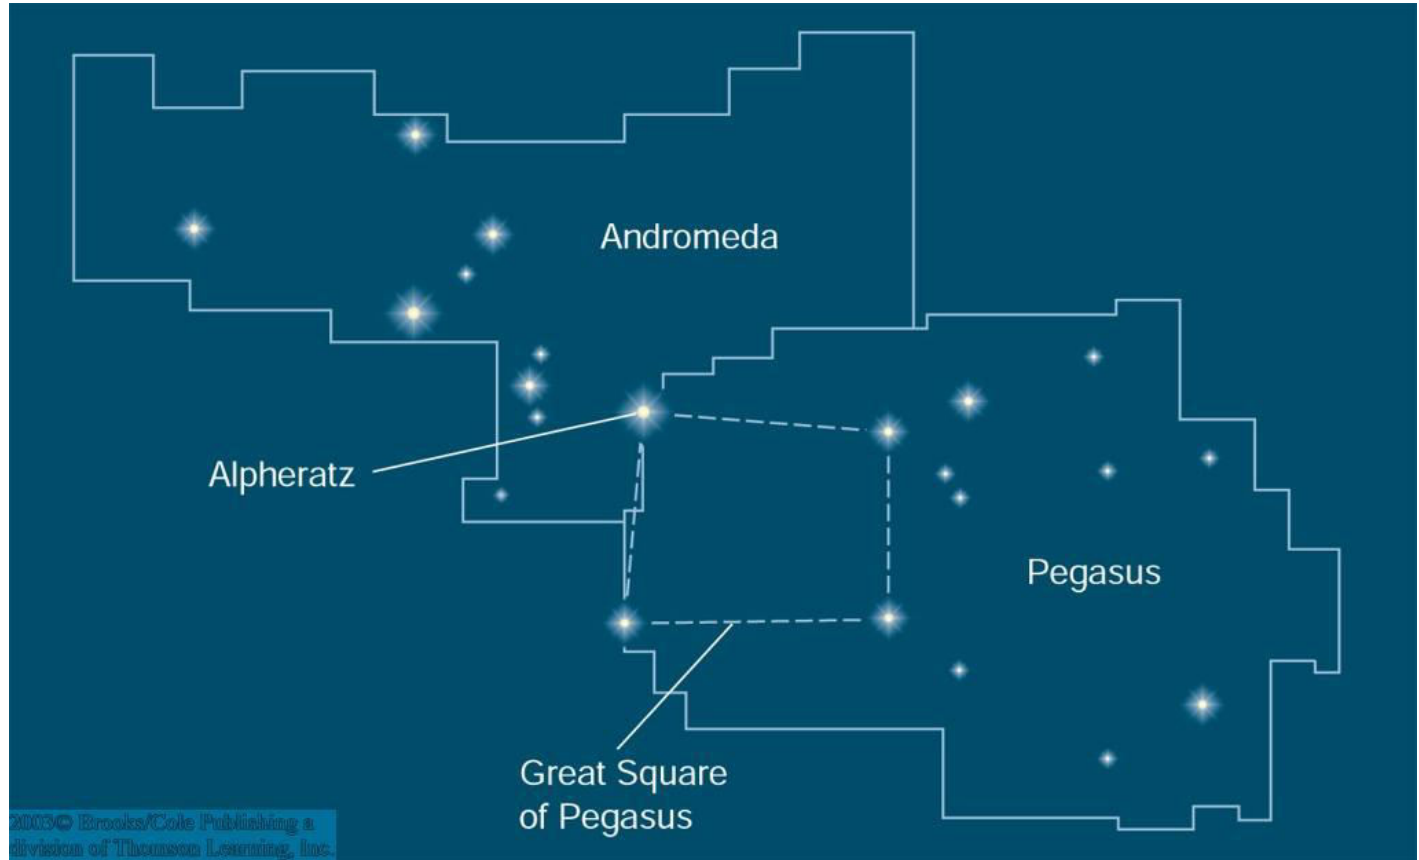 Andromeda
Alpheratz
Pegasus
Great Square
of Pegasus
2003© Brooks/Cole Publishing a
division of Thomson Learning, Inc.